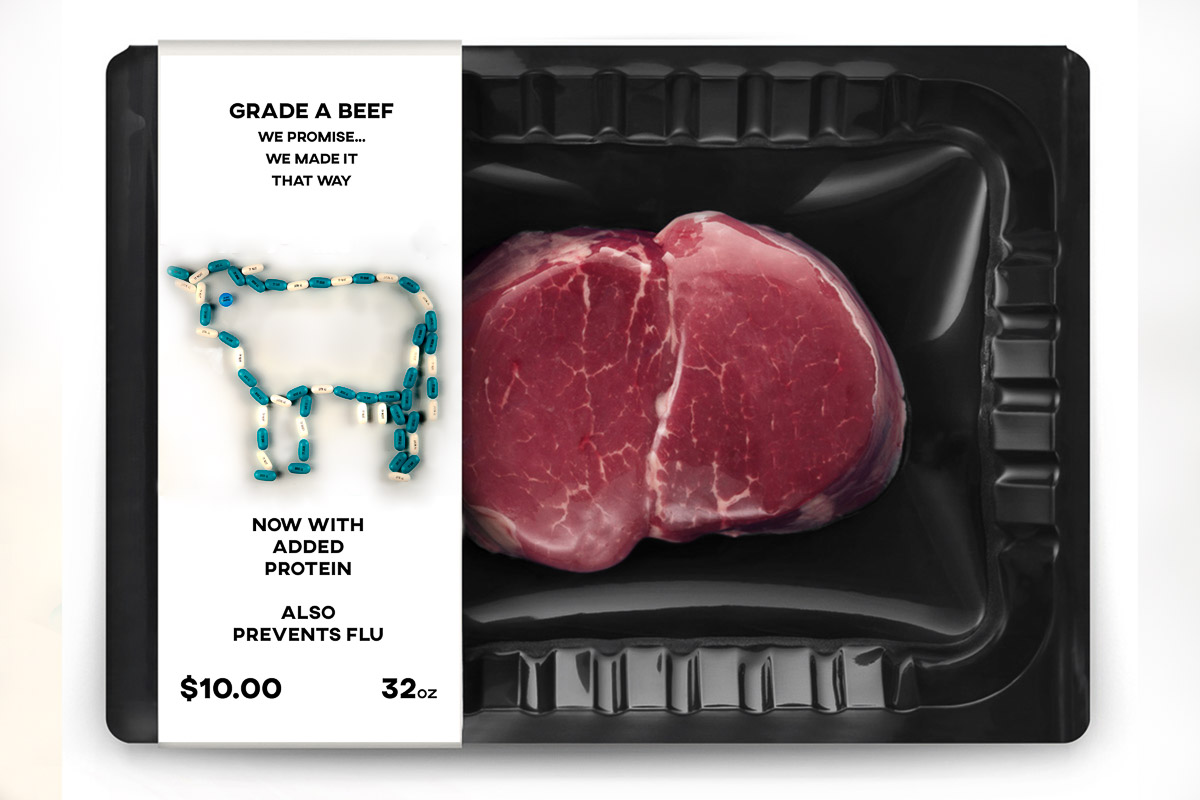 GRADE A BEEF
WE PROMISE...
WE MADE IT
THAT WAY
NOW WITH
ADDED
PROTEIN
ALSO
PREVENTS FLU
$10.00 32oz